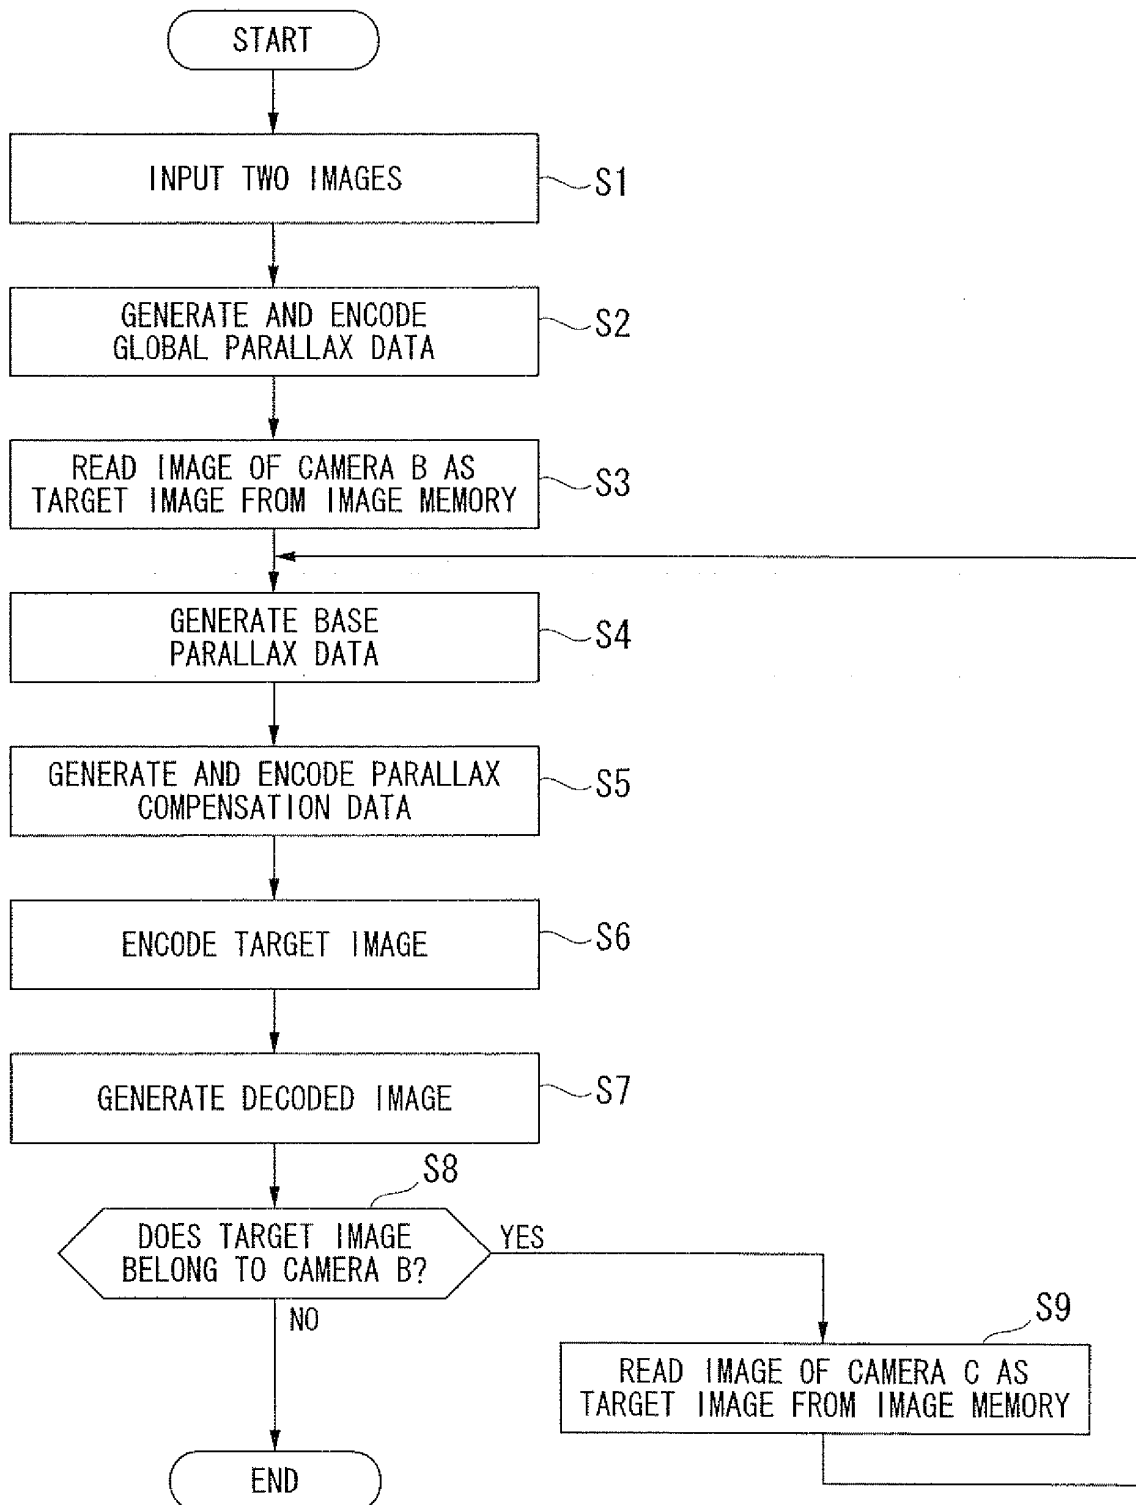 START
INPUT TWO IMAGES
S1
GENERATE AND ENCODE
GLOBAL PARALLAX DATA
S2
READ IMAGE OF CAMERA B AS
TARGET IMAGE FROM IMAGE MEMORY
S3
GENERATE BASE
PARALLAX DATA
S4
GENERATE AND ENCODE PARALLAX
COMPENSATION DATA
S5
ENCODE TARGET IMAGE
S6
GENERATE DECODED IMAGE
S7
S8
DOES TARGET IMAGE
BELONG TO CAMERA B?
YES
NO
S9
READ IMAGE OF CAMERA C AS
TARGET IMAGE FROM IMAGE MEMORY
END